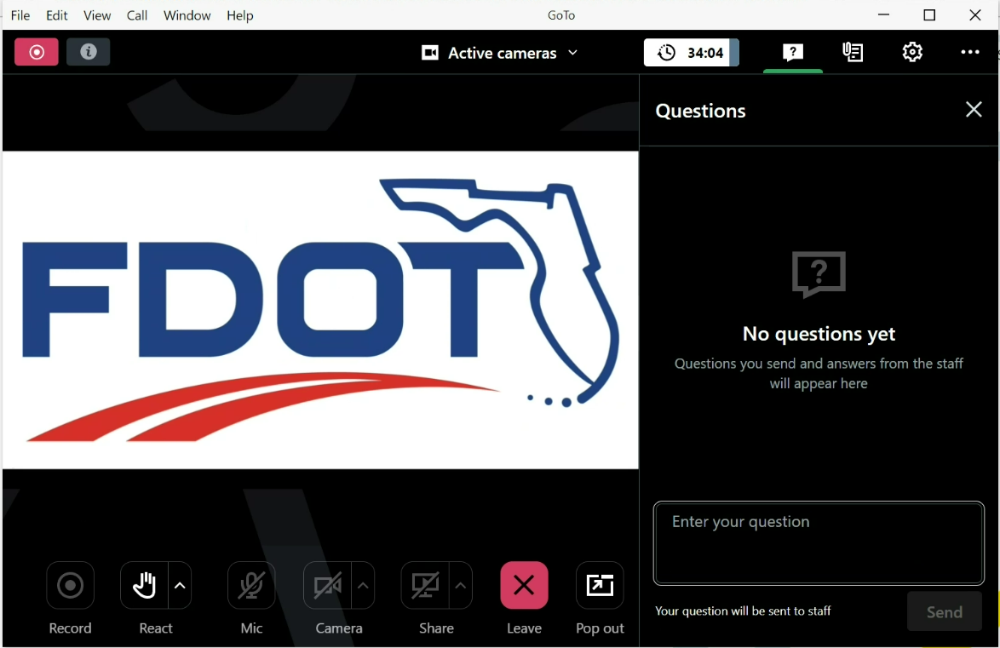 File Edit View Call Window Help GoTo
Active cameras 34:04
Questions
FDOT
No questions yet
Questions you send and answers from the staff
will appear here
Enter your question
Your question will be sent to staff
Send
Record React Mic Camera Share Leave Pop out